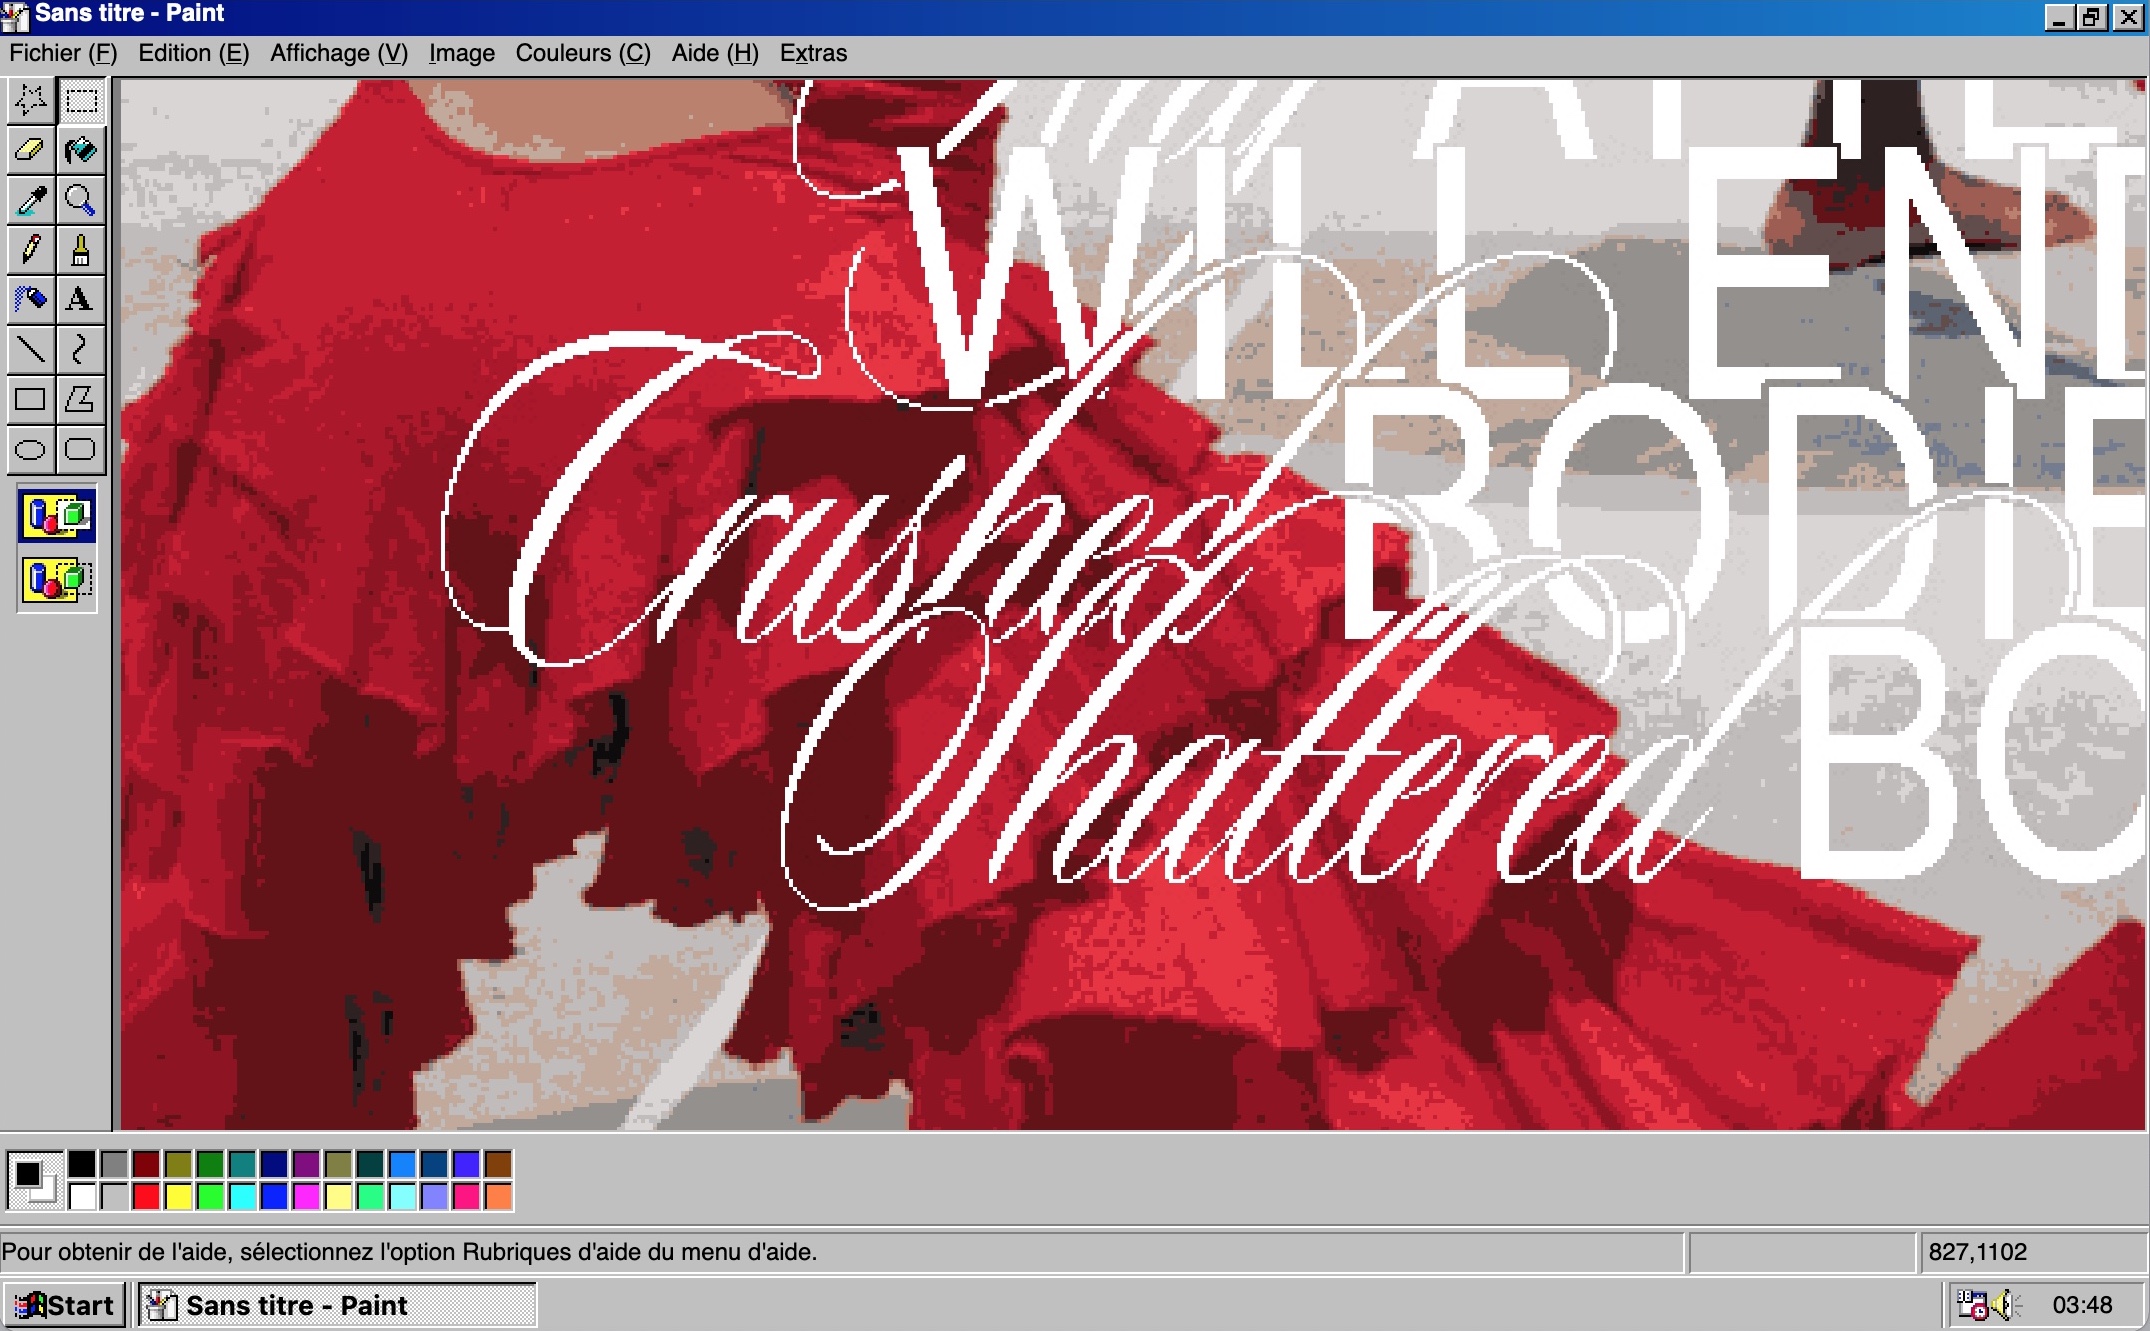 Sans titre - Paint
Fichier (F) Edition (E) Affichage (V) Image Couleurs (C) Aide (H) Extras
WILL END
Crushed BODIE
Shattered BO
Pour obtenir de l'aide, sélectionnez l'option Rubriques d'aide du menu d'aide.
827,1102
Start
Sans titre - Paint
03:48